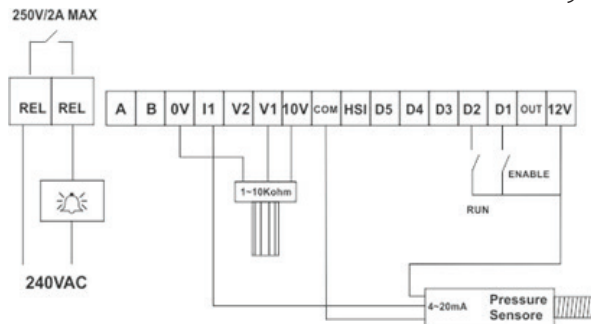 250V/2A MAX
REL REL A B 0V I1 V2 V1 10V COM HSI D5 D4 D3 D2 D1 OUT 12V
1~10Kohm
ENABLE
RUN
240VAC
4~20mA Pressure
Sensore